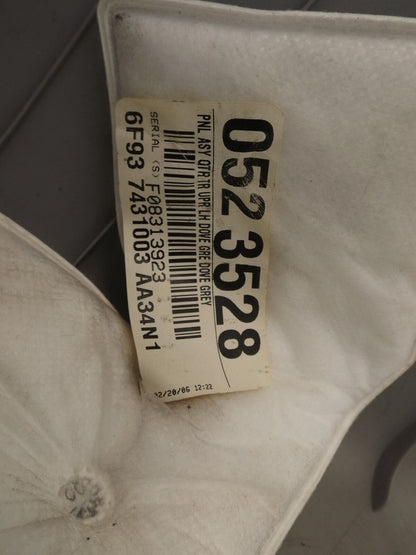 052 3528
PNL ASY QTR TR UPR LH DOVE GRE DOVE GREY
SERIAL (S) F08313923
6F93 7431003 AA34N1
02/20/06 12:22